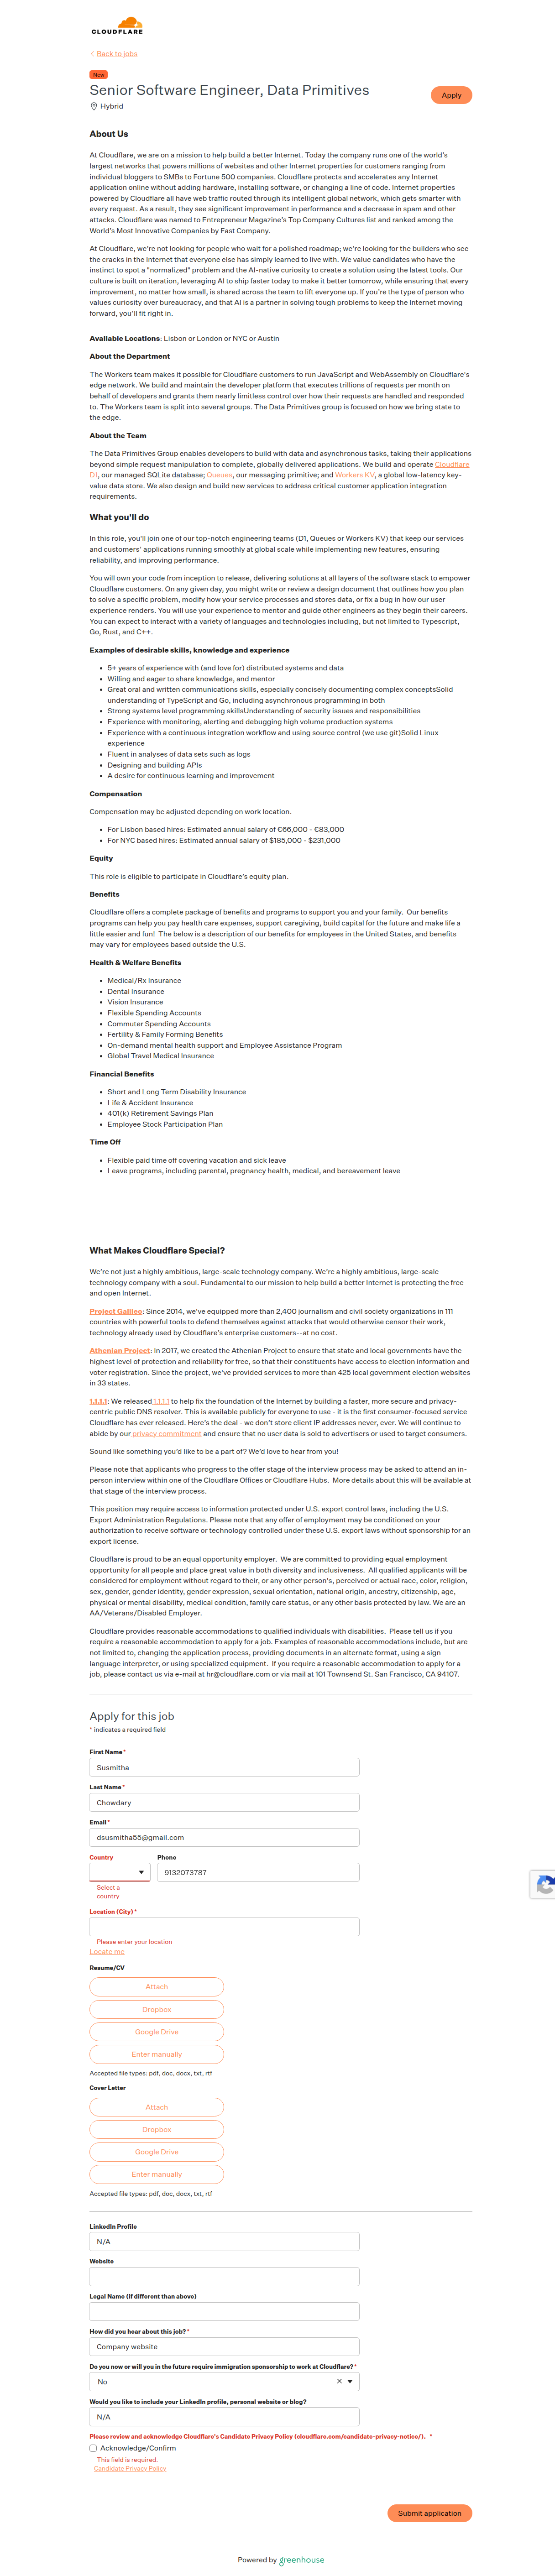 CLOUDFLARE
Back to jobs
New
Senior Software Engineer, Data Primitives
Hybrid
Apply
About Us
At Cloudflare, we are on a mission to help build a better Internet. Today the company runs one of the world's
largest networks that powers millions of websites and other Internet properties for customers ranging from
individual bloggers to SMBs to Fortune 500 companies. Cloudflare protects and accelerates any Internet
application online without adding hardware, installing software, or changing a line of code. Internet properties
powered by Cloudflare all have web traffic routed through its intelligent global network, which gets smarter with
every request. As a result, they see significant improvement in performance and a decrease in spam and other
attacks. Cloudflare was named to Entrepreneur Magazine's Top Company Cultures list and ranked among the
World's Most Innovative Companies by Fast Company.
At Cloudflare, we're not looking for people who wait for a polished roadmap; we're looking for the builders who see
the cracks in the Internet that everyone else has simply learned to live with. We value candidates who have the
instinct to spot a "normalized" problem and the AI-native curiosity to create a solution using the latest tools. Our
culture is built on iteration, leveraging AI to ship faster today to make it better tomorrow, while ensuring that every
improvement, no matter how small, is shared across the team to lift everyone up. If you're the type of person who
values curiosity over bureaucracy, and that AI is a partner in solving tough problems to keep the Internet moving
forward, you'll fit right in.
Available Locations: Lisbon or London or NYC or Austin
About the Department
The Workers team makes it possible for Cloudflare customers to run JavaScript and WebAssembly on Cloudflare's
edge network. We build and maintain the developer platform that executes trillions of requests per month on
behalf of developers and grants them nearly limitless control over how their requests are handled and responded
to. The Workers team is split into several groups. The Data Primitives group is focused on how we bring state to
the edge.
About the Team
The Data Primitives Group enables developers to build with data and asynchronous tasks, taking their applications
beyond simple request manipulation to complete, globally delivered applications. We build and operate Cloudflare
D1, our managed SQLite database; Queues, our messaging primitive; and Workers KV, a global low-latency key-
value data store. We also design and build new services to address critical customer application integration
requirements.
What you'll do
In this role, you'll join one of our top-notch engineering teams (D1, Queues or Workers KV) that keep our services
and customers' applications running smoothly at global scale while implementing new features, ensuring
reliability, and improving performance.
You will own your code from inception to release, delivering solutions at all layers of the software stack to empower
Cloudflare customers. On any given day, you might write or review a design document that outlines how you plan
to solve a specific problem, modify how your service processes and stores data, or fix a bug in how our user
experience renders. You will use your experience to mentor and guide other engineers as they begin their careers.
You can expect to interact with a variety of languages and technologies including, but not limited to Typescript,
Go, Rust, and C++.
Examples of desirable skills, knowledge and experience
• 5+ years of experience with (and love for) distributed systems and data
• Willing and eager to share knowledge, and mentor
• Great oral and written communications skills, especially concisely documenting complex conceptsSolid
understanding of TypeScript and Go, including asynchronous programming in both
• Strong systems level programming skillsUnderstanding of security issues and responsibilities
• Experience with monitoring, alerting and debugging high volume production systems
• Experience with a continuous integration workflow and using source control (we use git)Solid Linux
experience
• Fluent in analyses of data sets such as logs
• Designing and building APIs
• A desire for continuous learning and improvement
Compensation
Compensation may be adjusted depending on work location.
• For Lisbon based hires: Estimated annual salary of €66,000 - €83,000
• For NYC based hires: Estimated annual salary of $185,000 - $231,000
Equity
This role is eligible to participate in Cloudflare's equity plan.
Benefits
Cloudflare offers a complete package of benefits and programs to support you and your family. Our benefits
programs can help you pay health care expenses, support caregiving, build capital for the future and make life a
little easier and fun! The below is a description of our benefits for employees in the United States, and benefits
may vary for employees based outside the U.S.
Health & Welfare Benefits
• Medical/Rx Insurance
• Dental Insurance
• Vision Insurance
• Flexible Spending Accounts
• Commuter Spending Accounts
• Fertility & Family Forming Benefits
• On-demand mental health support and Employee Assistance Program
• Global Travel Medical Insurance
Financial Benefits
• Short and Long Term Disability Insurance
• Life & Accident Insurance
• 401(k) Retirement Savings Plan
• Employee Stock Participation Plan
Time Off
• Flexible paid time off covering vacation and sick leave
• Leave programs, including parental, pregnancy health, medical, and bereavement leave
What Makes Cloudflare Special?
We're not just a highly ambitious, large-scale technology company. We're a highly ambitious, large-scale
technology company with a soul. Fundamental to our mission to help build a better Internet is protecting the free
and open Internet.
Project Galileo: Since 2014, we've equipped more than 2,400 journalism and civil society organizations in 111
countries with powerful tools to defend themselves against attacks that would otherwise censor their work,
technology already used by Cloudflare's enterprise customers--at no cost.
Athenian Project: In 2017, we created the Athenian Project to ensure that state and local governments have the
highest level of protection and reliability for free, so that their constituents have access to election information and
voter registration. Since the project, we've provided services to more than 425 local government election websites
in 33 states.
1.1.1.1: We released 1.1.1.1 to help fix the foundation of the Internet by building a faster, more secure and privacy-
centric public DNS resolver. This is available publicly for everyone to use - it is the first consumer-focused service
Cloudflare has ever released. Here's the deal - we don't store client IP addresses never, ever. We will continue to
abide by our privacy commitment and ensure that no user data is sold to advertisers or used to target consumers.
Sound like something you'd like to be a part of? We'd love to hear from you!
Please note that applicants who progress to the offer stage of the interview process may be asked to attend an in-
person interview within one of the Cloudflare Offices or Cloudflare Hubs. More details about this will be available at
that stage of the interview process.
This position may require access to information protected under U.S. export control laws, including the U.S.
Export Administration Regulations. Please note that any offer of employment may be conditioned on your
authorization to receive software or technology controlled under these U.S. export laws without sponsorship for an
export license.
Cloudflare is proud to be an equal opportunity employer. We are committed to providing equal employment
opportunity for all people and place great value in both diversity and inclusiveness. All qualified applicants will be
considered for employment without regard to their, or any other person's, perceived or actual race, color, religion,
sex, gender, gender identity, gender expression, sexual orientation, national origin, ancestry, citizenship, age,
physical or mental disability, medical condition, family care status, or any other basis protected by law. We are an
AA/Veterans/Disabled Employer.
Cloudflare provides reasonable accommodations to qualified individuals with disabilities. Please tell us if you
require a reasonable accommodation to apply for a job. Examples of reasonable accommodations include, but are
not limited to, changing the application process, providing documents in an alternate format, using a sign
language interpreter, or using specialized equipment. If you require a reasonable accommodation to apply for a
job, please contact us via e-mail at hr@cloudflare.com or via mail at 101 Townsend St. San Francisco, CA 94107.
Apply for this job
* indicates a required field
First Name*
Susmitha
Last Name*
Chowdary
Email*
dsusmitha55@gmail.com
Country
Phone
9132073787
Select a
country
Location (City)*
Please enter your location
Locate me
Resume/CV
Attach
Dropbox
Google Drive
Enter manually
Accepted file types: pdf, doc, docx, txt, rtf
Cover Letter
Attach
Dropbox
Google Drive
Enter manually
Accepted file types: pdf, doc, docx, txt, rtf
LinkedIn Profile
N/A
Website
Legal Name (if different than above)
How did you hear about this job?*
Company website
Do you now or will you in the future require immigration sponsorship to work at Cloudflare?*
No
Would you like to include your LinkedIn profile, personal website or blog?
N/A
Please review and acknowledge Cloudflare's Candidate Privacy Policy (cloudflare.com/candidate-privacy-notice/). *
Acknowledge/Confirm
This field is required.
Candidate Privacy Policy
Submit application
Powered by greenhouse